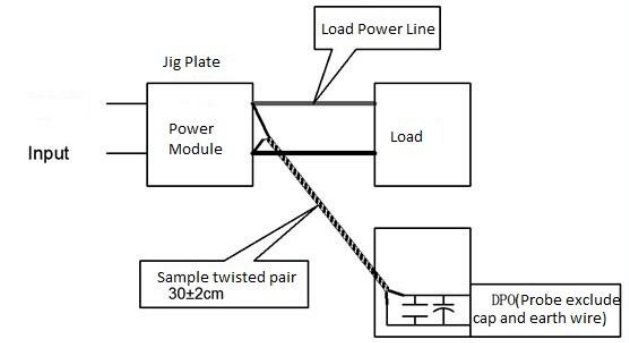 Load Power Line
Jig Plate
Power
Module
Load
Input
Sample twisted pair
30±2cm
DPO(Probe exclude
cap and earth wire)